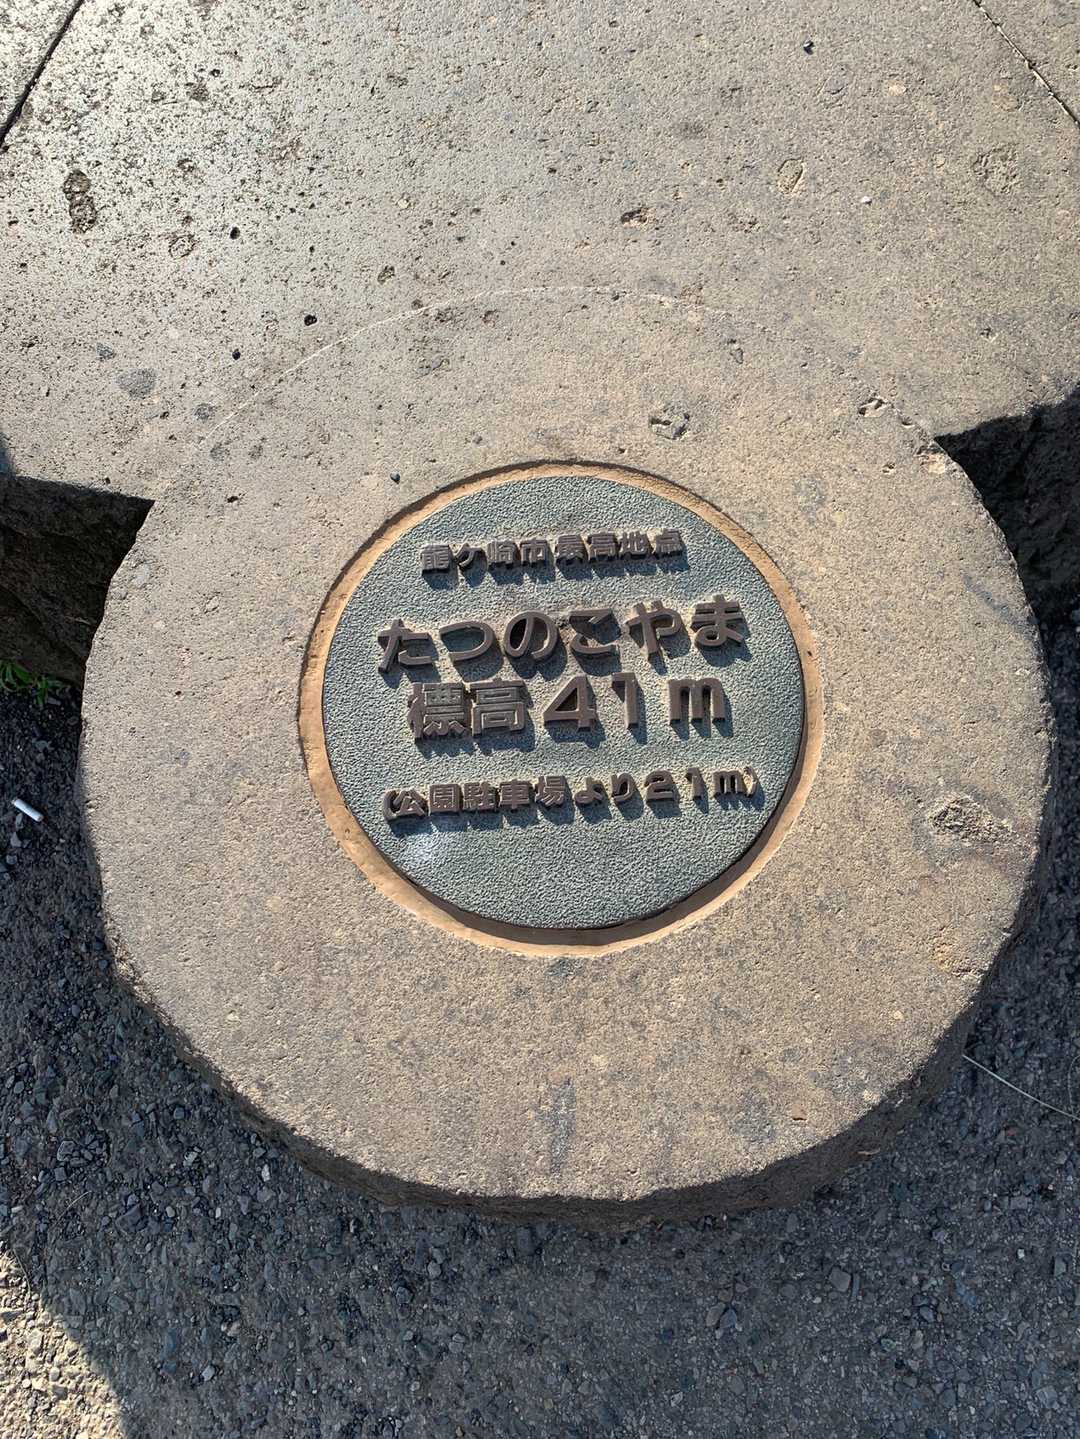 龍ケ崎市最高地点
たつのこやま
標高41m
(公園駐車場より21m)